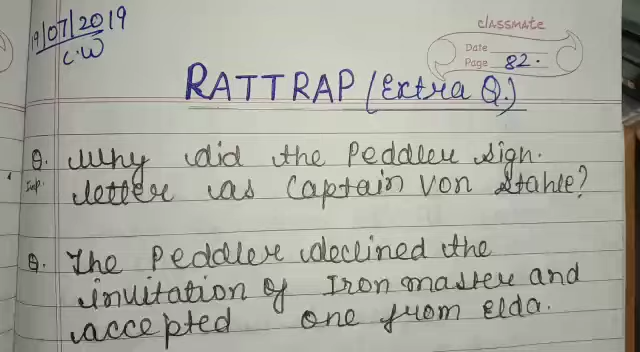 19/07/2019
C.W
classmate
Date
Page 82.
RATTRAP (Extra Q.)
Q. Why did the Peddler sign.
Imp. letter as Captain Von Stahle?
Q. The Peddler declined the
invitation of Iron master and
accepted one from Elda.